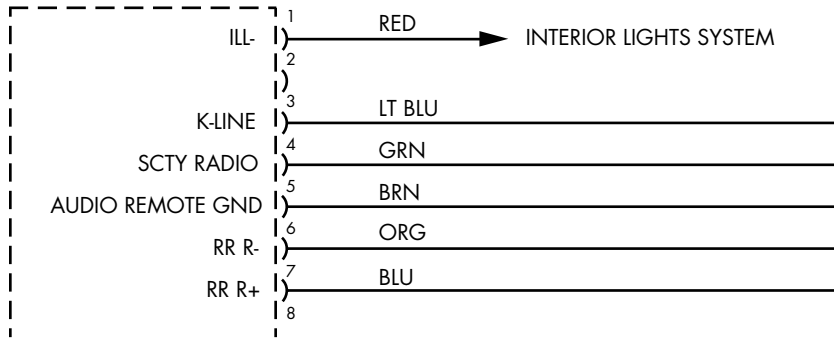 1
ILL- RED INTERIOR LIGHTS SYSTEM
2
3
K-LINE LT BLU
4
SCTY RADIO GRN
5
AUDIO REMOTE GND BRN
6
RR R- ORG
7
RR R+ BLU
8